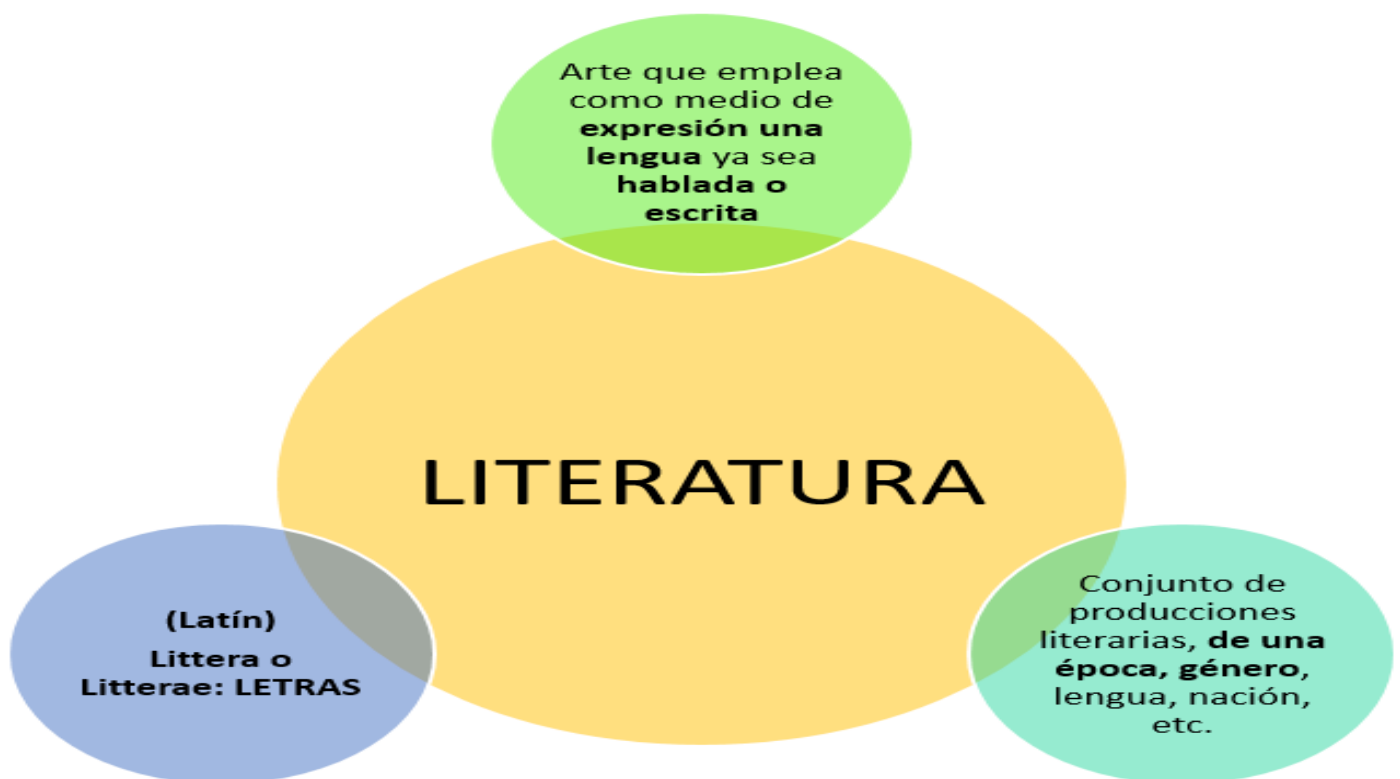 Arte que emplea
como medio de
expresión una
lengua ya sea
hablada o
escrita
LITERATURA
(Latín)
Littera o
Litterae: LETRAS
Conjunto de
producciones
literarias, de una
época, género,
lengua, nación,
etc.